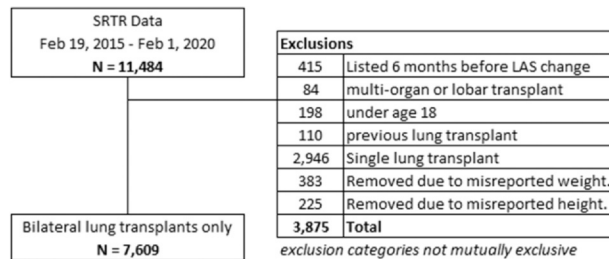 SRTR Data
Feb 19, 2015 - Feb 1, 2020
N = 11,484
Exclusions
415 Listed 6 months before LAS change
84 multi-organ or lobar transplant
198 under age 18
110 previous lung transplant
2,946 Single lung transplant
383 Removed due to misreported weight.
225 Removed due to misreported height.
3,875 Total
exclusion categories not mutually exclusive
Bilateral lung transplants only
N = 7,609